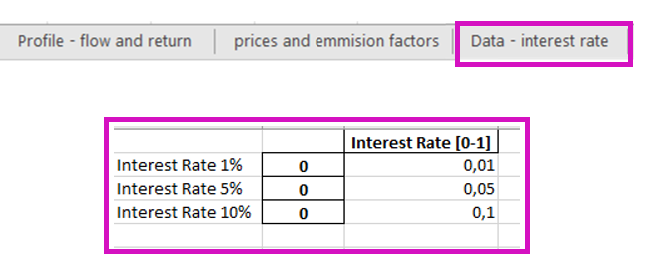 Profile - flow and return prices and emmision factors Data - interest rate
Interest Rate [0-1]
Interest Rate 1% 0 0,01
Interest Rate 5% 0 0,05
Interest Rate 10% 0 0,1